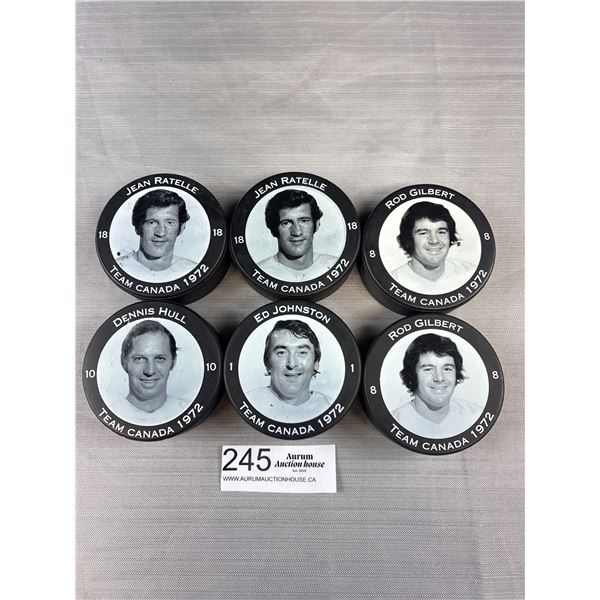 JEAN RATELLE
18 18
TEAM CANADA 1972
JEAN RATELLE
18 18
TEAM CANADA 1972
ROD GILBERT
8 8
TEAM CANADA 1972
DENNIS HULL
10 10
TEAM CANADA 1972
ED JOHNSTON
1 1
TEAM CANADA 1972
ROD GILBERT
8 8
TEAM CANADA 1972
245
Aurum
Auction house
Est. 2020
WWW.AURUMAUCTIONHOUSE.CA